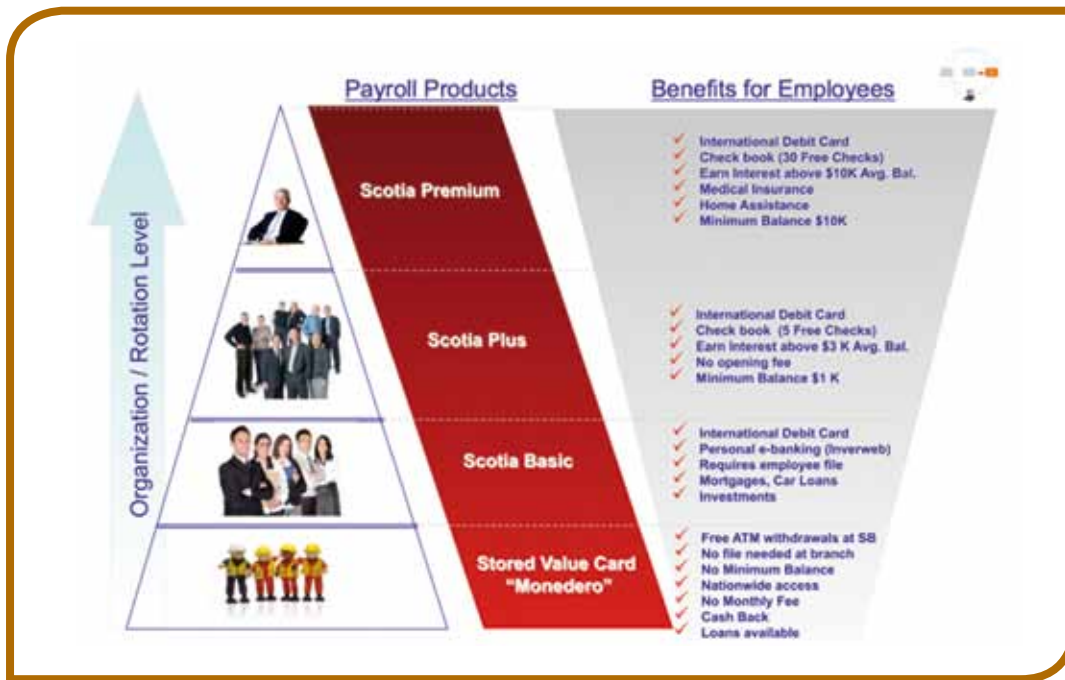 Payroll Products
Benefits for Employees
Organization / Rotation Level
Scotia Premium
International Debit Card
Check book (30 Free Checks)
Earn Interest above $10K Avg. Bal.
Medical Insurance
Home Assistance
Minimum Balance $10K
Scotia Plus
International Debit Card
Check book (5 Free Checks)
Earn Interest above $3 K Avg. Bal.
No opening fee
Minimum Balance $1 K
Scotia Basic
International Debit Card
Personal e-banking (Inverweb)
Requires employee file
Mortgages, Car Loans
Investments
Stored Value Card
"Monedero"
Free ATM withdrawals at SB
No file needed at branch
No Minimum Balance
Nationwide access
No Monthly Fee
Cash Back
Loans available